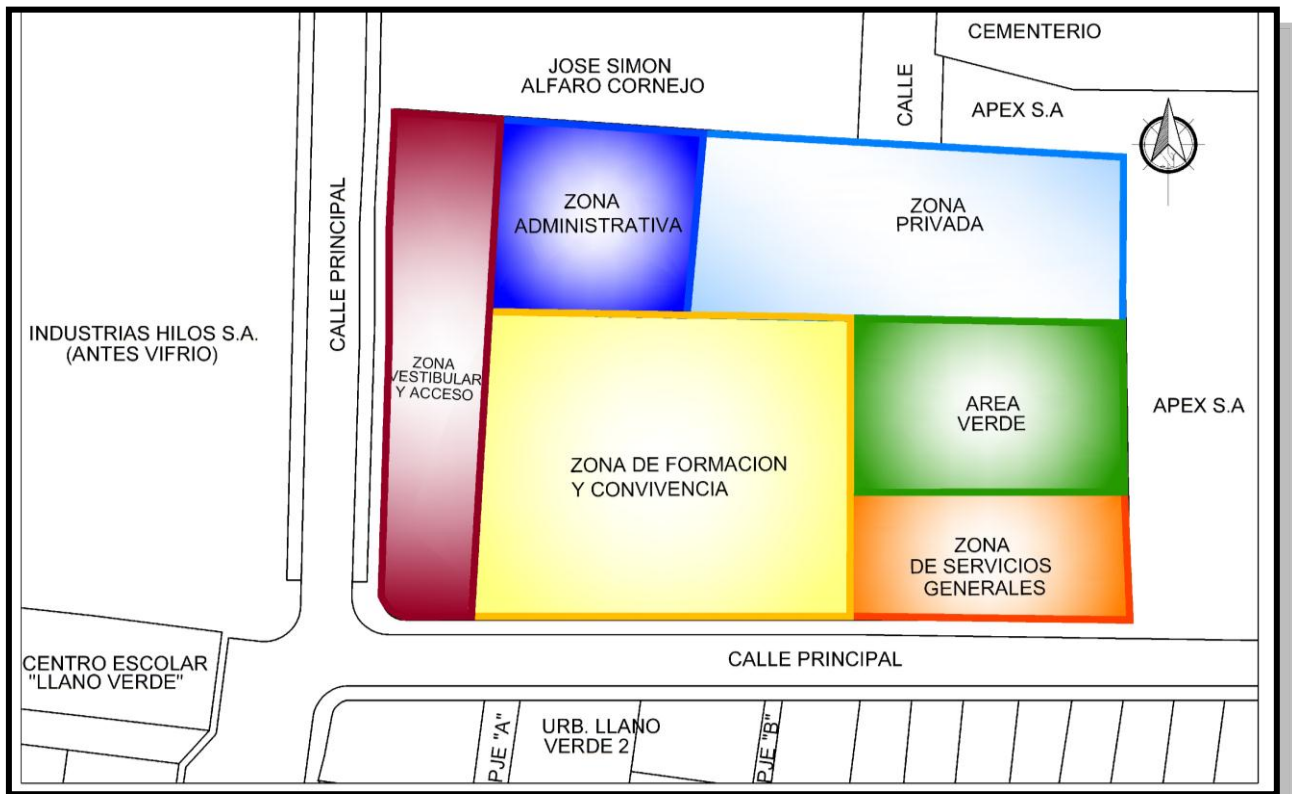 CEMENTERIO
JOSE SIMON
ALFARO CORNEJO
CALLE
APEX S.A
ZONA
ADMINISTRATIVA
ZONA
PRIVADA
CALLE PRINCIPAL
INDUSTRIAS HILOS S.A.
(ANTES VIFRIO)
ZONA
VESTIBULAR
Y ACCESO
AREA
VERDE
APEX S.A
ZONA DE FORMACION
Y CONVIVENCIA
ZONA
DE SERVICIOS
GENERALES
CENTRO ESCOLAR
"LLANO VERDE"
CALLE PRINCIPAL
PJE "A"
URB. LLANO
VERDE 2
PJE "B"